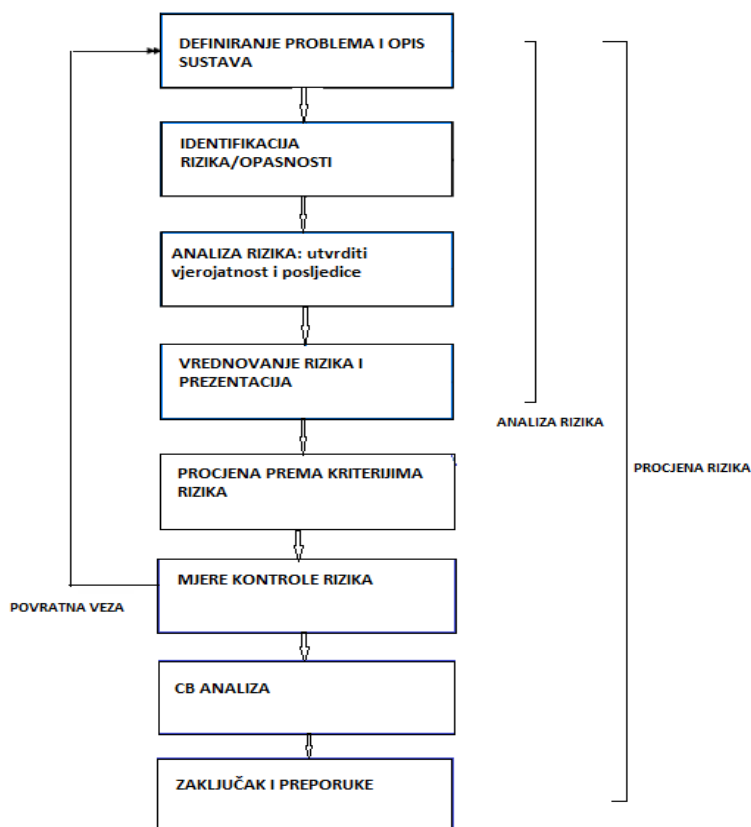 DEFINIRANJE PROBLEMA I OPIS
SUSTAVA
IDENTIFIKACIJA
RIZIKA/OPASNOSTI
ANALIZA RIZIKA: utvrditi
vjerojatnost i posljedice
VREDNOVANJE RIZIKA I
PREZENTACIJA
ANALIZA RIZIKA
PROCJENA PREMA KRITERIJIMA
RIZIKA
PROCJENA RIZIKA
MJERE KONTROLE RIZIKA
POVRATNA VEZA
CB ANALIZA
ZAKLJUČAK I PREPORUKE